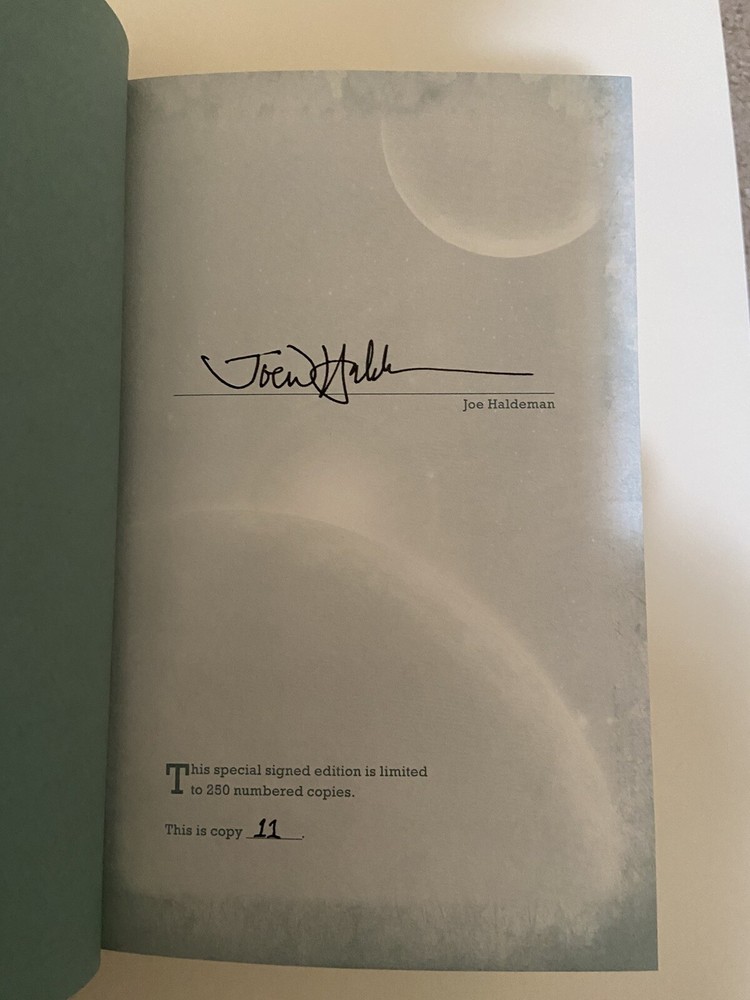 Joe W Haldeman
Joe Haldeman
This special signed edition is limited
to 250 numbered copies.
This is copy 11.